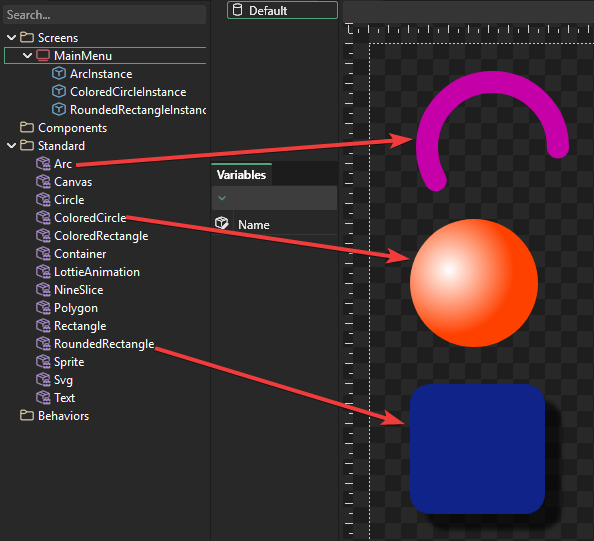 Search...
Screens
MainMenu
ArcInstance
ColoredCircleInstance
RoundedRectangleInstanc
Components
Standard
Arc
Canvas
Circle
ColoredCircle
ColoredRectangle
Container
LottieAnimation
NineSlice
Polygon
Rectangle
RoundedRectangle
Sprite
Svg
Text
Behaviors
Default
Variables
Name